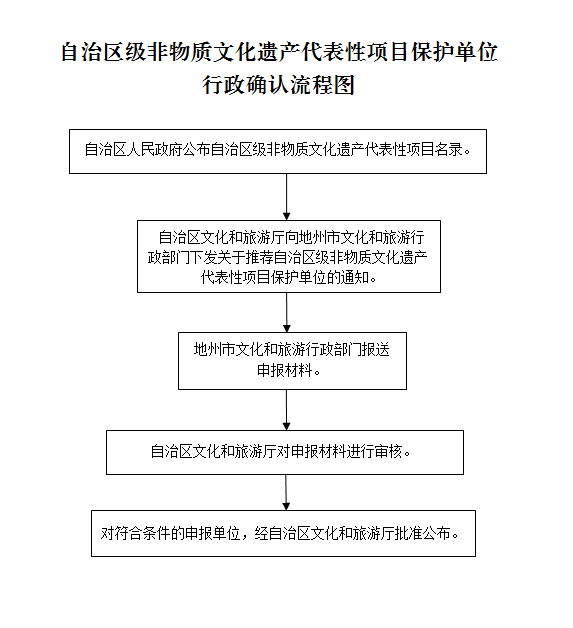 自治区级非物质文化遗产代表性项目保护单位
行政确认流程图
自治区人民政府公布自治区级非物质文化遗产代表性项目名录。
自治区文化和旅游厅向地州市文化和旅游行
政部门下发关于推荐自治区级非物质文化遗产
代表性项目保护单位的通知。
地州市文化和旅游行政部门报送
申报材料。
自治区文化和旅游厅对申报材料进行审核。
对符合条件的申报单位，经自治区文化和旅游厅批准公布。